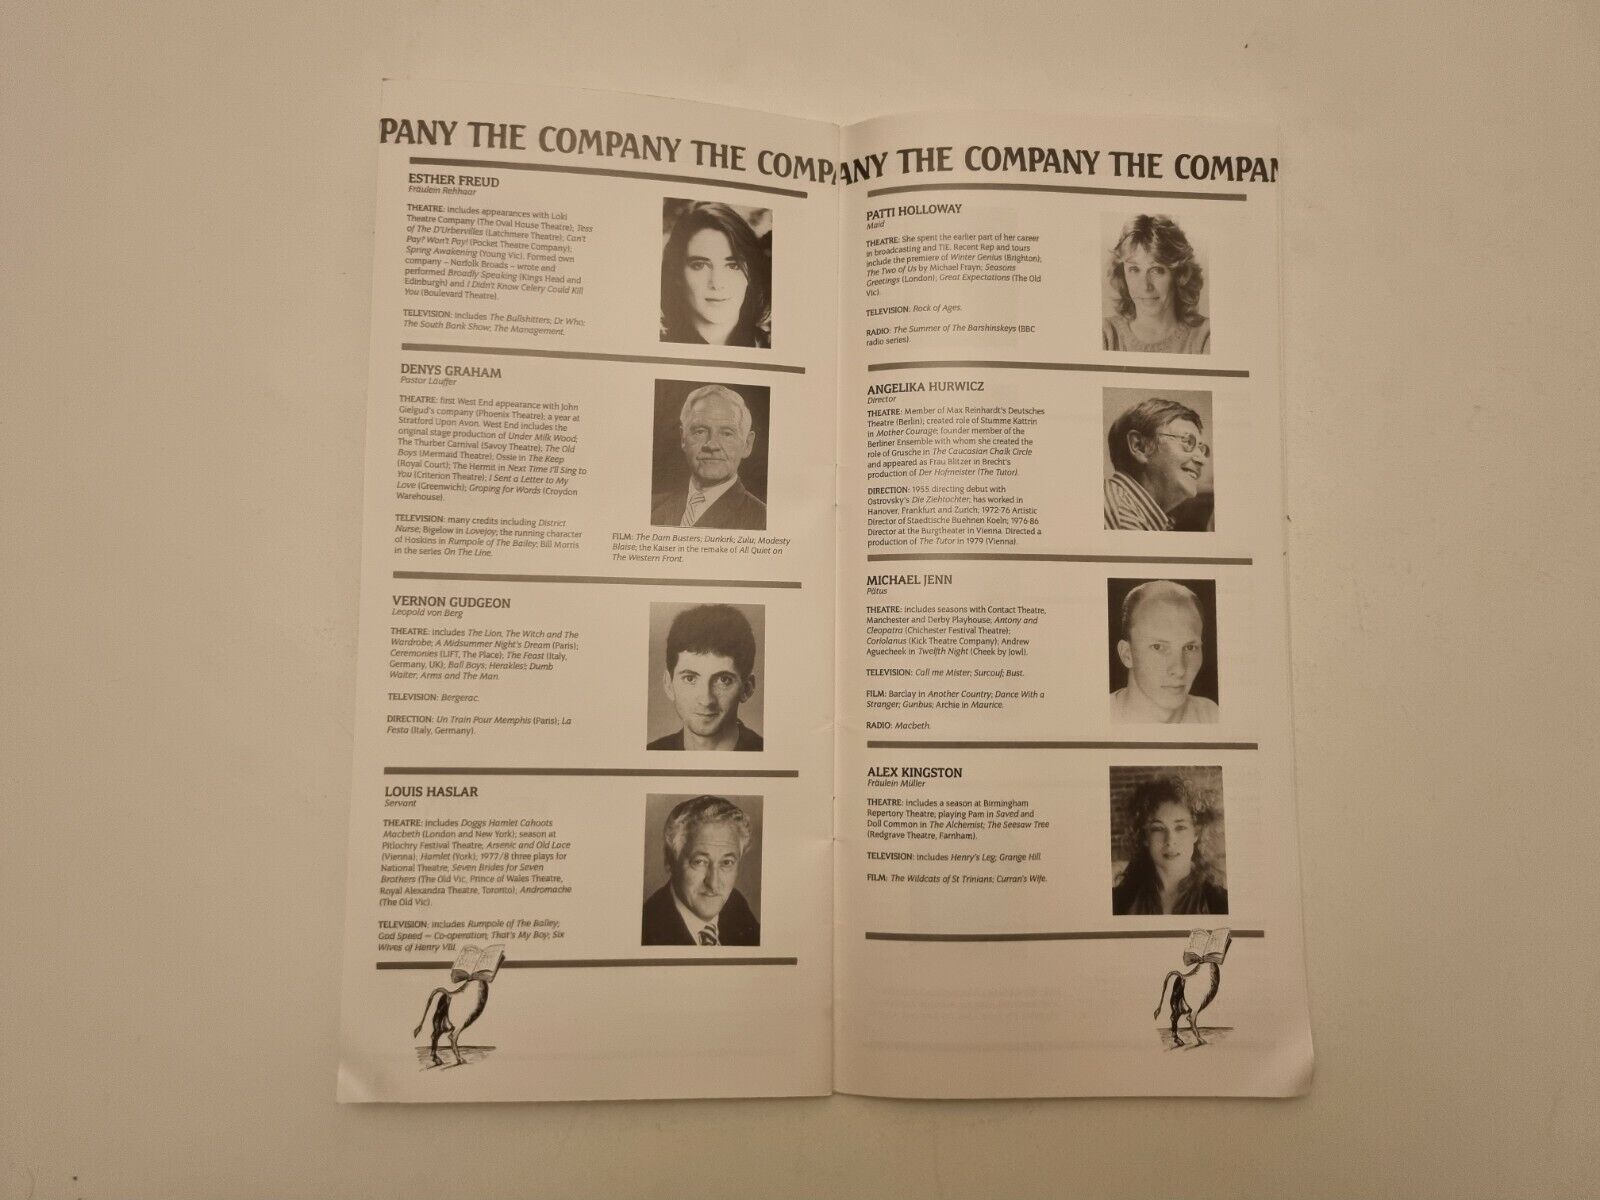 PANY THE COMPANY THE COMPA
ESTHER FREUD
Fräulein Rehhaar
THEATRE: includes appearances with Loki
Theatre Company (The Oval House Theatre); Tess
of The D'Urbervilles (Latchmere Theatre); Can't
Pay? Won't Pay! (Pocket Theatre Company);
Spring Awakening (Young Vic). Formed own
company – Norfolk Broads – wrote and
performed Broadly Speaking (Kings Head and
Edinburgh) and I Didn't Know Celery Could Kill
You (Boulevard Theatre).
TELEVISION: includes The Bullshitters; Dr Who;
The South Bank Show; The Management.
DENYS GRAHAM
Pastor Läuffer
THEATRE: first West End appearance with John
Gielgud's company (Phoenix Theatre); a year at
Stratford Upon Avon. West End includes the
original stage production of Under Milk Wood;
The Thurber Carnival (Savoy Theatre); The Old
Boys (Mermaid Theatre); Ossie in The Keep
(Royal Court); The Hermit in Next Time I'll Sing to
You (Criterion Theatre); I Sent a Letter to My
Love (Greenwich); Groping for Words (Croydon
Warehouse).
TELEVISION: many credits including District
Nurse; Bigelow in Lovejoy; the running character
of Hoskins in Rumpole of The Bailey; Bill Morris
in the series On The Line.
FILM: The Dam Busters; Dunkirk; Zulu; Modesty
Blaise; the Kaiser in the remake of All Quiet on
The Western Front.
VERNON GUDGEON
Leopold von Berg
THEATRE: includes The Lion, The Witch and The
Wardrobe; A Midsummer Night's Dream (Paris);
Ceremonies (LIFT, The Place); The Feast (Italy,
Germany, UK); Ball Boys; Herakles!; Dumb
Waiter, Arms and The Man.
TELEVISION: Bergerac.
DIRECTION: Un Train Pour Memphis (Paris); La
Festa (Italy, Germany).
LOUIS HASLAR
Servant
THEATRE: includes Doggs Hamlet Cahoots
Macbeth (London and New York); season at
Pitlochry Festival Theatre; Arsenic and Old Lace
(Vienna); Hamlet (York); 1977/8 three plays for
National Theatre; Seven Brides for Seven
Brothers (The Old Vic, Prince of Wales Theatre,
Royal Alexandra Theatre, Toronto); Andromache
(The Old Vic).
TELEVISION: includes Rumpole of The Bailey;
God Speed — Co-operation; That's My Boy; Six
Wives of Henry VIII.
ANY THE COMPANY THE COMPAN
PATTI HOLLOWAY
Maid
THEATRE: She spent the earlier part of her career
in broadcasting and TIE. Recent Rep and tours
include the premiere of Winter Genius (Brighton);
The Two of Us by Michael Frayn; Seasons
Greetings (London); Great Expectations (The Old
Vic).
TELEVISION: Rock of Ages.
RADIO: The Summer of The Barshinskeys (BBC
radio series).
ANGELIKA HURWICZ
Director
THEATRE: Member of Max Reinhardt's Deutsches
Theatre (Berlin); created role of Stumme Kattrin
in Mother Courage; founder member of the
Berliner Ensemble with whom she created the
role of Grusche in The Caucasian Chalk Circle
and appeared as Frau Blitzer in Brecht's
production of Der Hofmeister (The Tutor).
DIRECTION: 1955 directing debut with
Ostrovsky's Die Ziehtochter; has worked in
Hanover, Frankfurt and Zurich; 1972-76 Artistic
Director of Staedtische Buehnen Koeln; 1976-86
Director at the Burgtheater in Vienna. Directed a
production of The Tutor in 1979 (Vienna).
MICHAEL JENN
Pätus
THEATRE: includes seasons with Contact Theatre,
Manchester and Derby Playhouse; Antony and
Cleopatra (Chichester Festival Theatre);
Coriolanus (Kick Theatre Company); Andrew
Aguecheek in Twelfth Night (Cheek by Jowl).
TELEVISION: Call me Mister; Surcouf; Bust.
FILM: Barclay in Another Country; Dance With a
Stranger; Gunbus; Archie in Maurice.
RADIO: Macbeth.
ALEX KINGSTON
Fräulein Müller
THEATRE: includes a season at Birmingham
Repertory Theatre; playing Pam in Saved and
Doll Common in The Alchemist; The Seesaw Tree
(Redgrave Theatre, Farnham).
TELEVISION: includes Henry's Leg; Grange Hill.
FILM: The Wildcats of St Trinians; Curran's Wife.